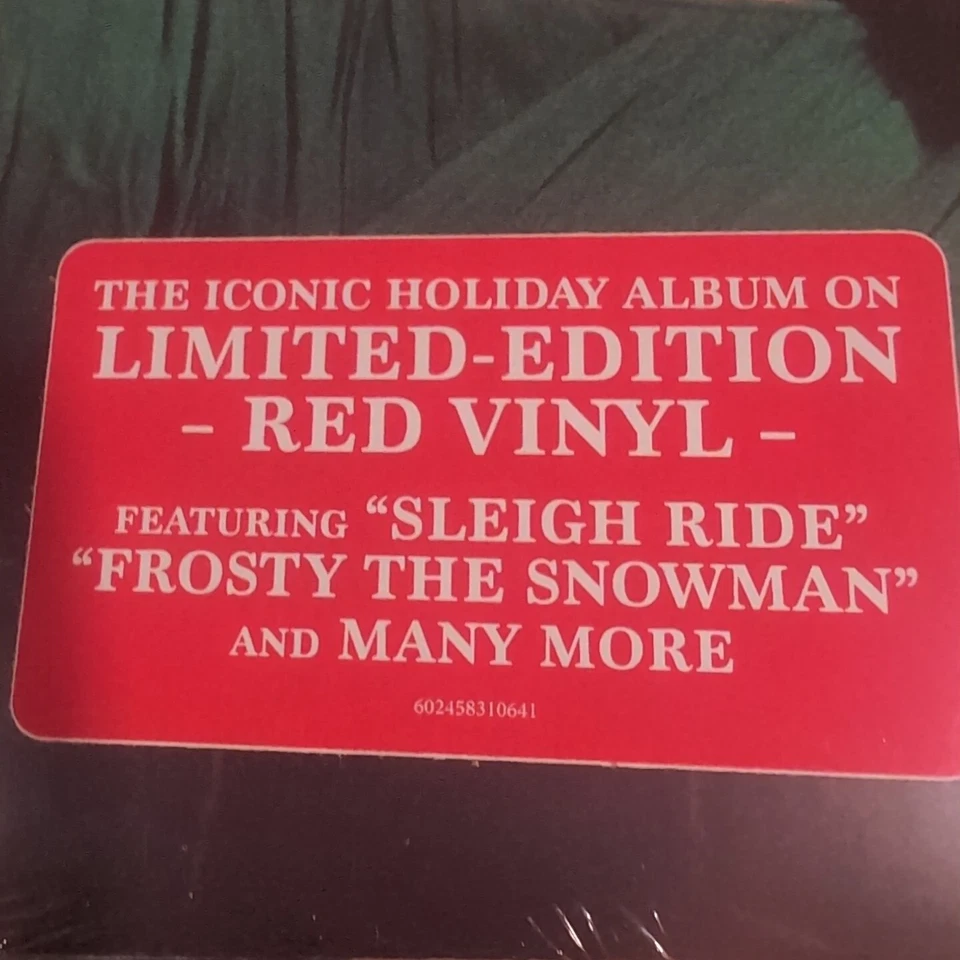 THE ICONIC HOLIDAY ALBUM ON
LIMITED-EDITION
– RED VINYL –
FEATURING “SLEIGH RIDE”
“FROSTY THE SNOWMAN”
AND MANY MORE
602458310641